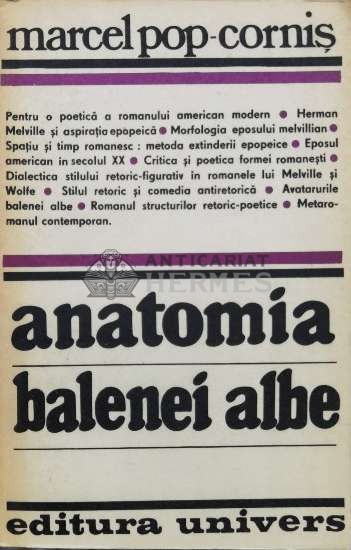 marcel pop-corniș
Pentru o poetică a romanului american modern ● Herman
Melville și aspirația epopeică ● Morfologia eposului melvillian ●
Spațiu și timp romanesc : metoda extinderii epopeice ● Eposul
american in secolul XX ● Critica și poetica formei romanești ●
Dialectica stilului retoric-figurativ in romanele lui Melville și
Wolfe ● Stilul retoric și comedia antiretorică ● Avatarurile
balenei albe ● Romanul structurilor retoric-poetice ● Metaro-
manul contemporan.
ANTICARIAT
HERMES
anatomia
balenei albe
editura univers